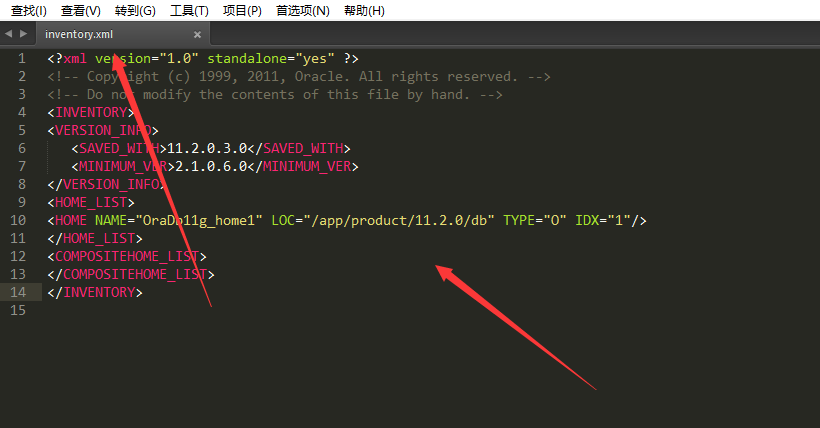 查找(I) 查看(V) 转到(G) 工具(T) 项目(P) 首选项(N) 帮助(H)
inventory.xml ×
1 <?xml version="1.0" standalone="yes" ?>
2 <!-- Copyright (c) 1999, 2011, Oracle. All rights reserved. -->
3 <!-- Do not modify the contents of this file by hand. -->
4 <INVENTORY>
5 <VERSION_INFO>
6 <SAVED_WITH>11.2.0.3.0</SAVED_WITH>
7 <MINIMUM_VER>2.1.0.6.0</MINIMUM_VER>
8 </VERSION_INFO>
9 <HOME_LIST>
10 <HOME NAME="OraDb11g_home1" LOC="/app/product/11.2.0/db" TYPE="O" IDX="1"/>
11 </HOME_LIST>
12 <COMPOSITEHOME_LIST>
13 </COMPOSITEHOME_LIST>
14 </INVENTORY>
15